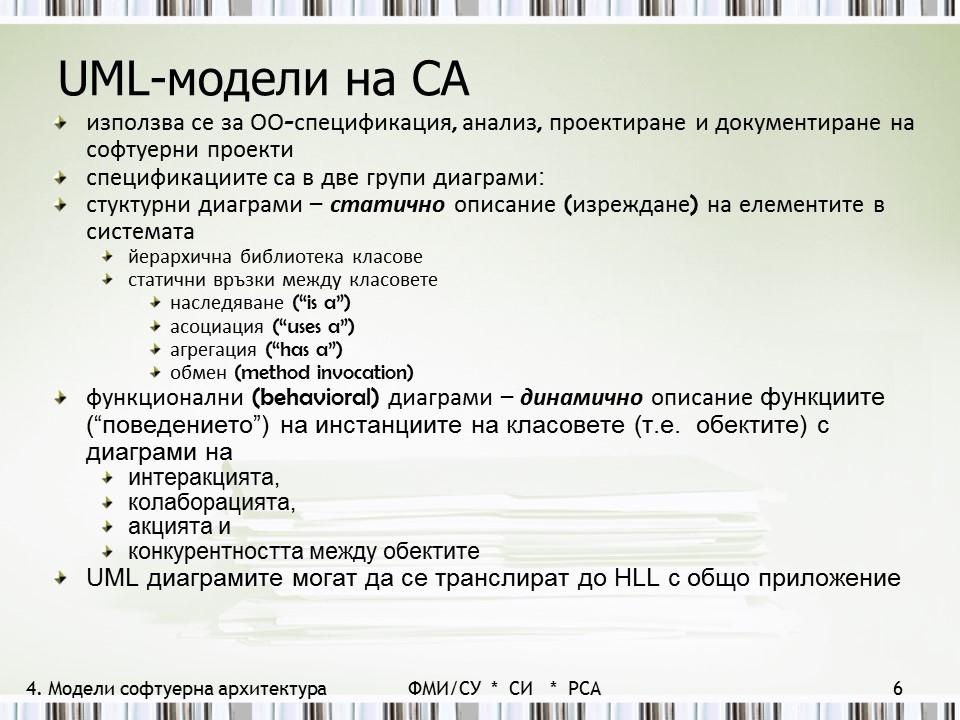 UML-модели на СА
използва се за ОО-спецификация, анализ, проектиране и документиране на
софтуерни проекти
спецификациите са в две групи диаграми:
стуктурни диаграми – статично описание (изреждане) на елементите в
системата
йерархична библиотека класове
статични връзки между класовете
наследяване (“is a”)
асоциация (“uses a”)
агрегация (“has a”)
обмен (method invocation)
функционални (behavioral) диаграми – динамично описание функциите
(“поведението”) на инстанциите на класовете (т.е. обектите) с
диаграми на
интеракцията,
колаборацията,
акцията и
конкурентността между обектите
UML диаграмите могат да се транслират до HLL с общо приложение
4. Модели софтуерна архитектура ФМИ/СУ * СИ * РСА 6